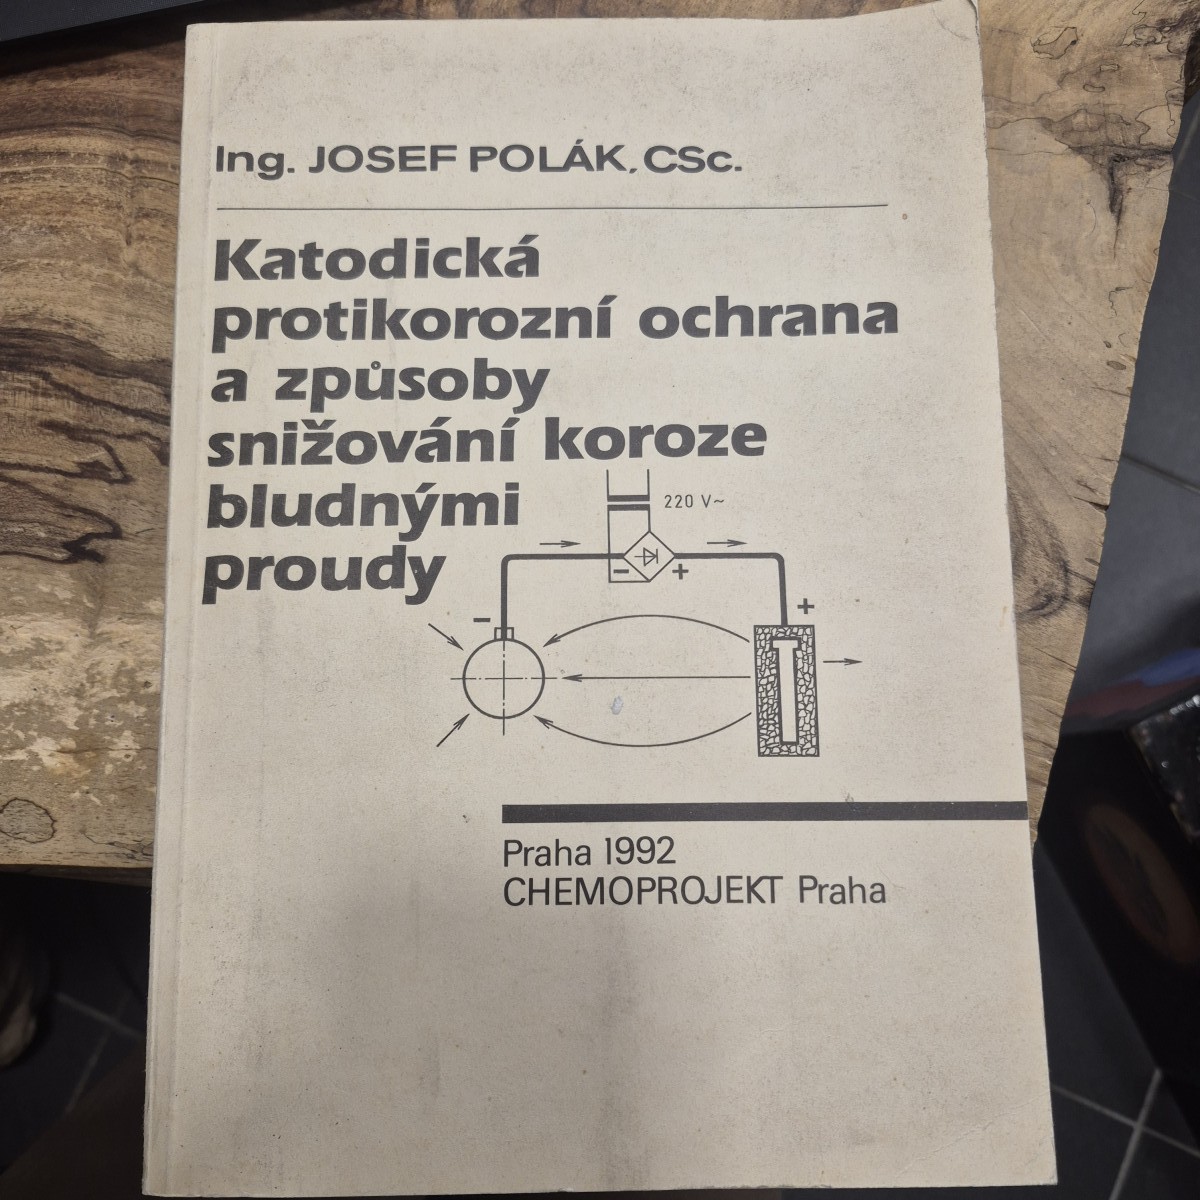 Ing. JOSEF POLÁK, CSc.
Katodická
protikorozní ochrana
a způsoby
snižování koroze
bludnými
proudy
220 V~
− +
− +
Praha 1992
CHEMOPROJEKT Praha